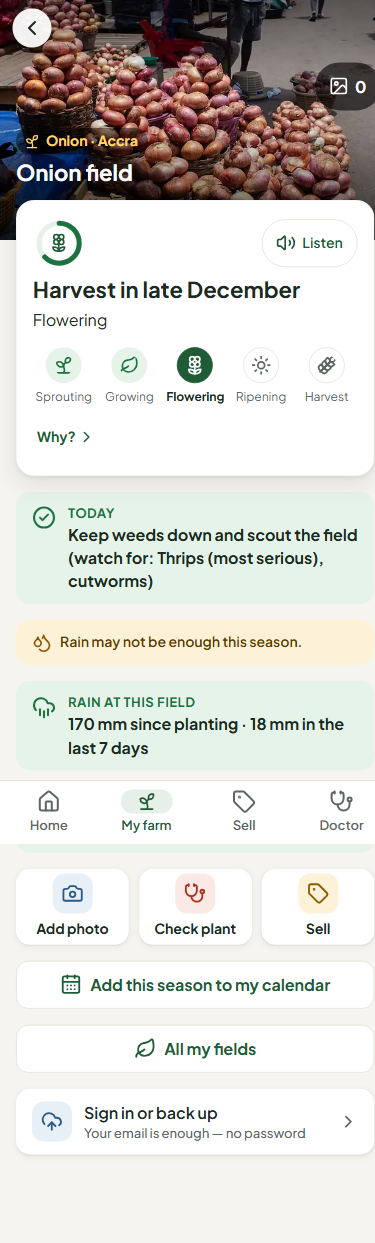 0
Onion · Accra
Onion field
Listen
Harvest in late December
Flowering
Sprouting
Growing
Flowering
Ripening
Harvest
Why?
TODAY
Keep weeds down and scout the field
(watch for: Thrips (most serious),
cutworms)
Rain may not be enough this season.
RAIN AT THIS FIELD
170 mm since planting · 18 mm in the
last 7 days
Home
My farm
Sell
Doctor
Add photo
Check plant
Sell
Add this season to my calendar
All my fields
Sign in or back up
Your email is enough — no password